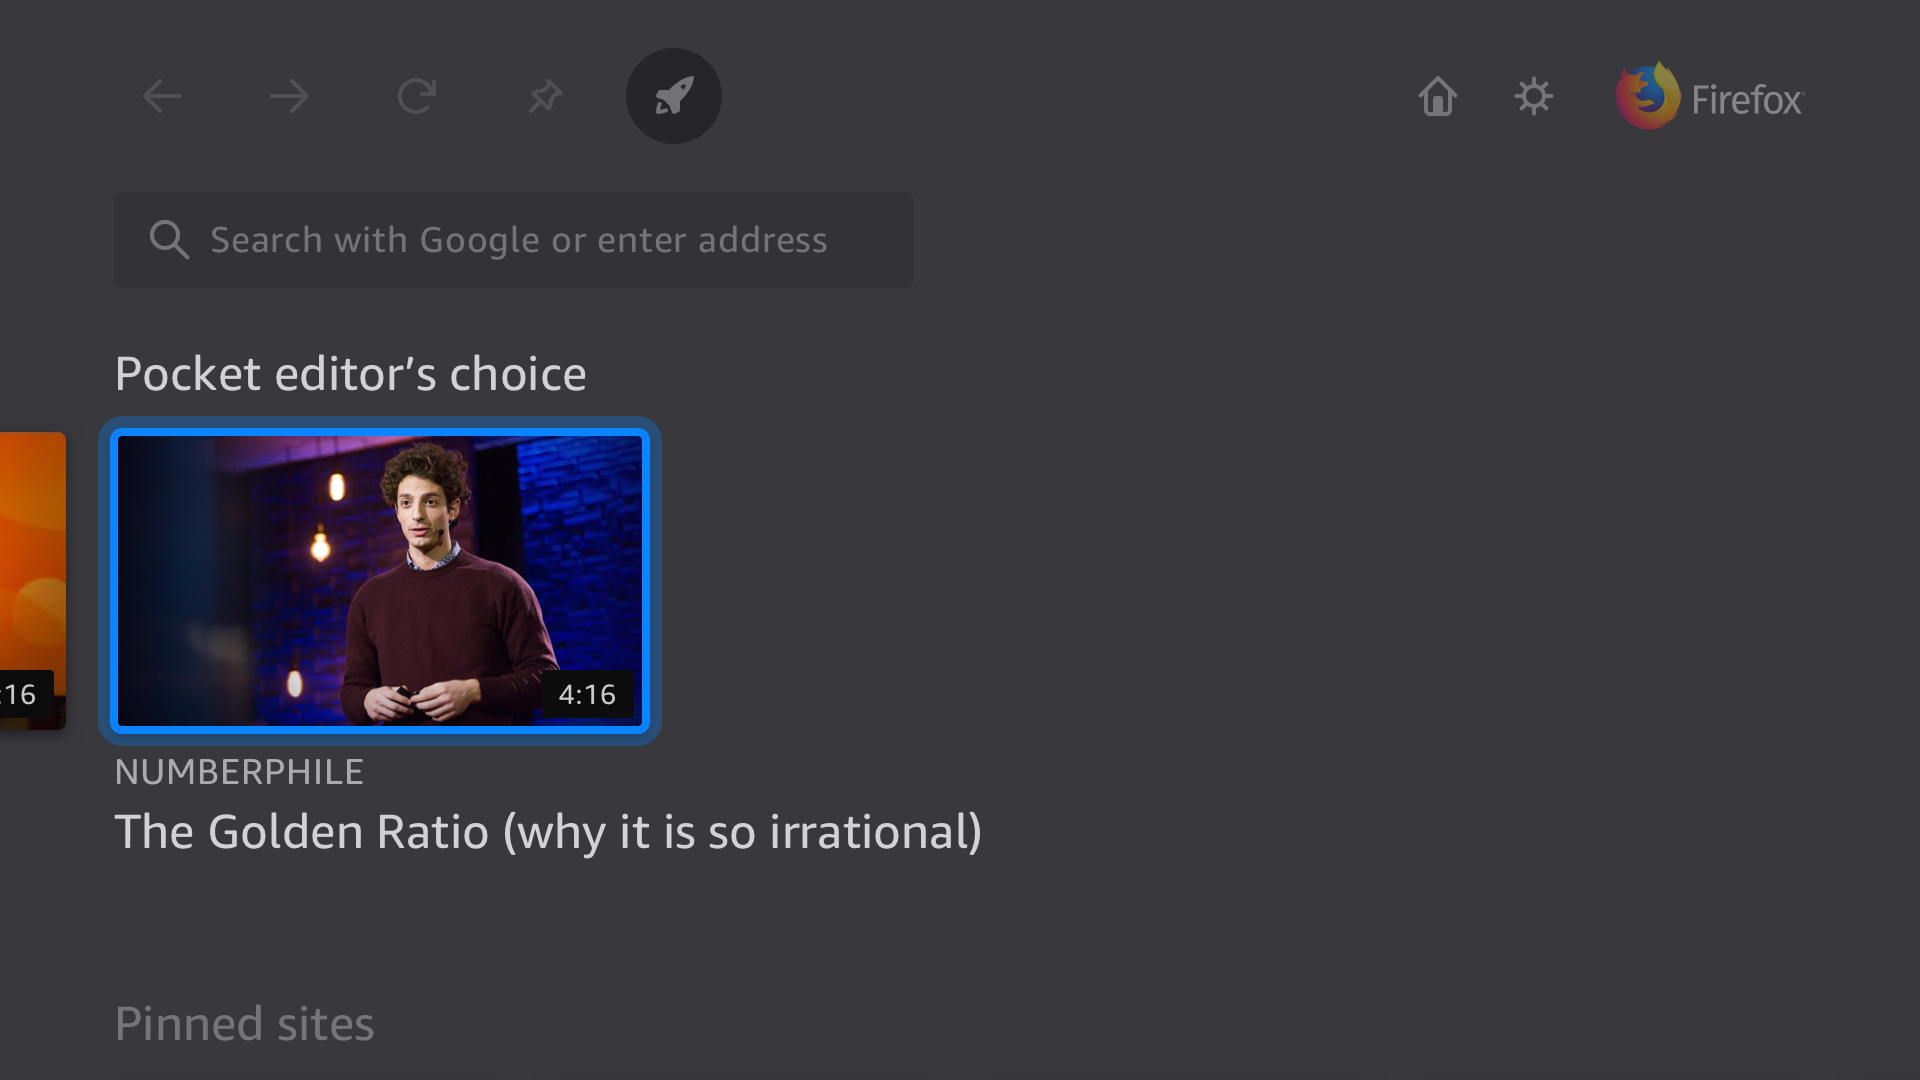 Firefox
Search with Google or enter address
Pocket editor’s choice
:16
4:16
NUMBERPHILE
The Golden Ratio (why it is so irrational)
Pinned sites